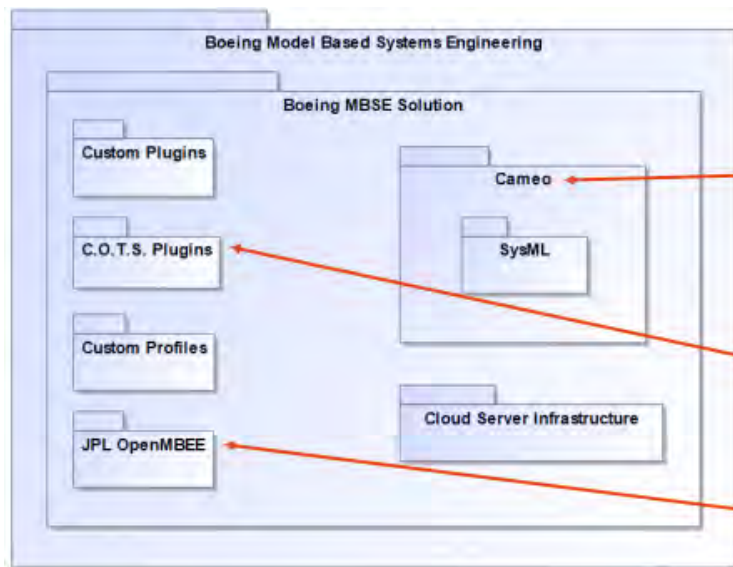 Boeing Model Based Systems Engineering
Boeing MBSE Solution
Custom Plugins
Cameo
C.O.T.S. Plugins
SysML
Custom Profiles
Cloud Server Infrastructure
JPL OpenMBEE